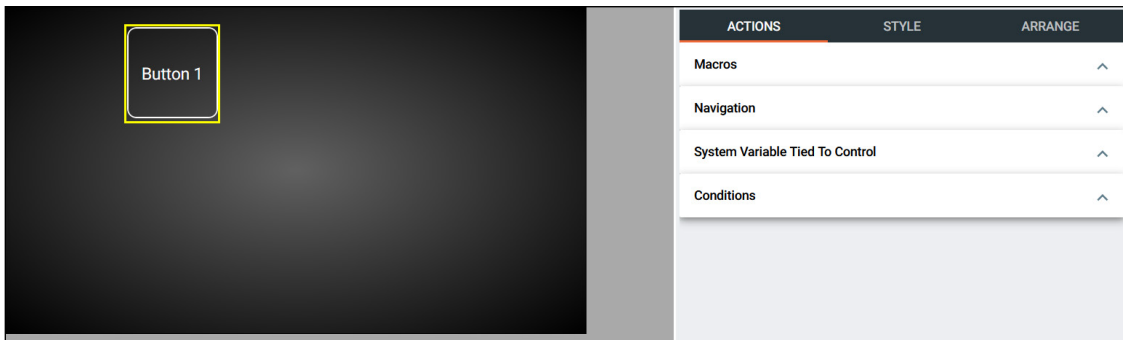 Button 1
ACTIONS STYLE ARRANGE
Macros
Navigation
System Variable Tied To Control
Conditions